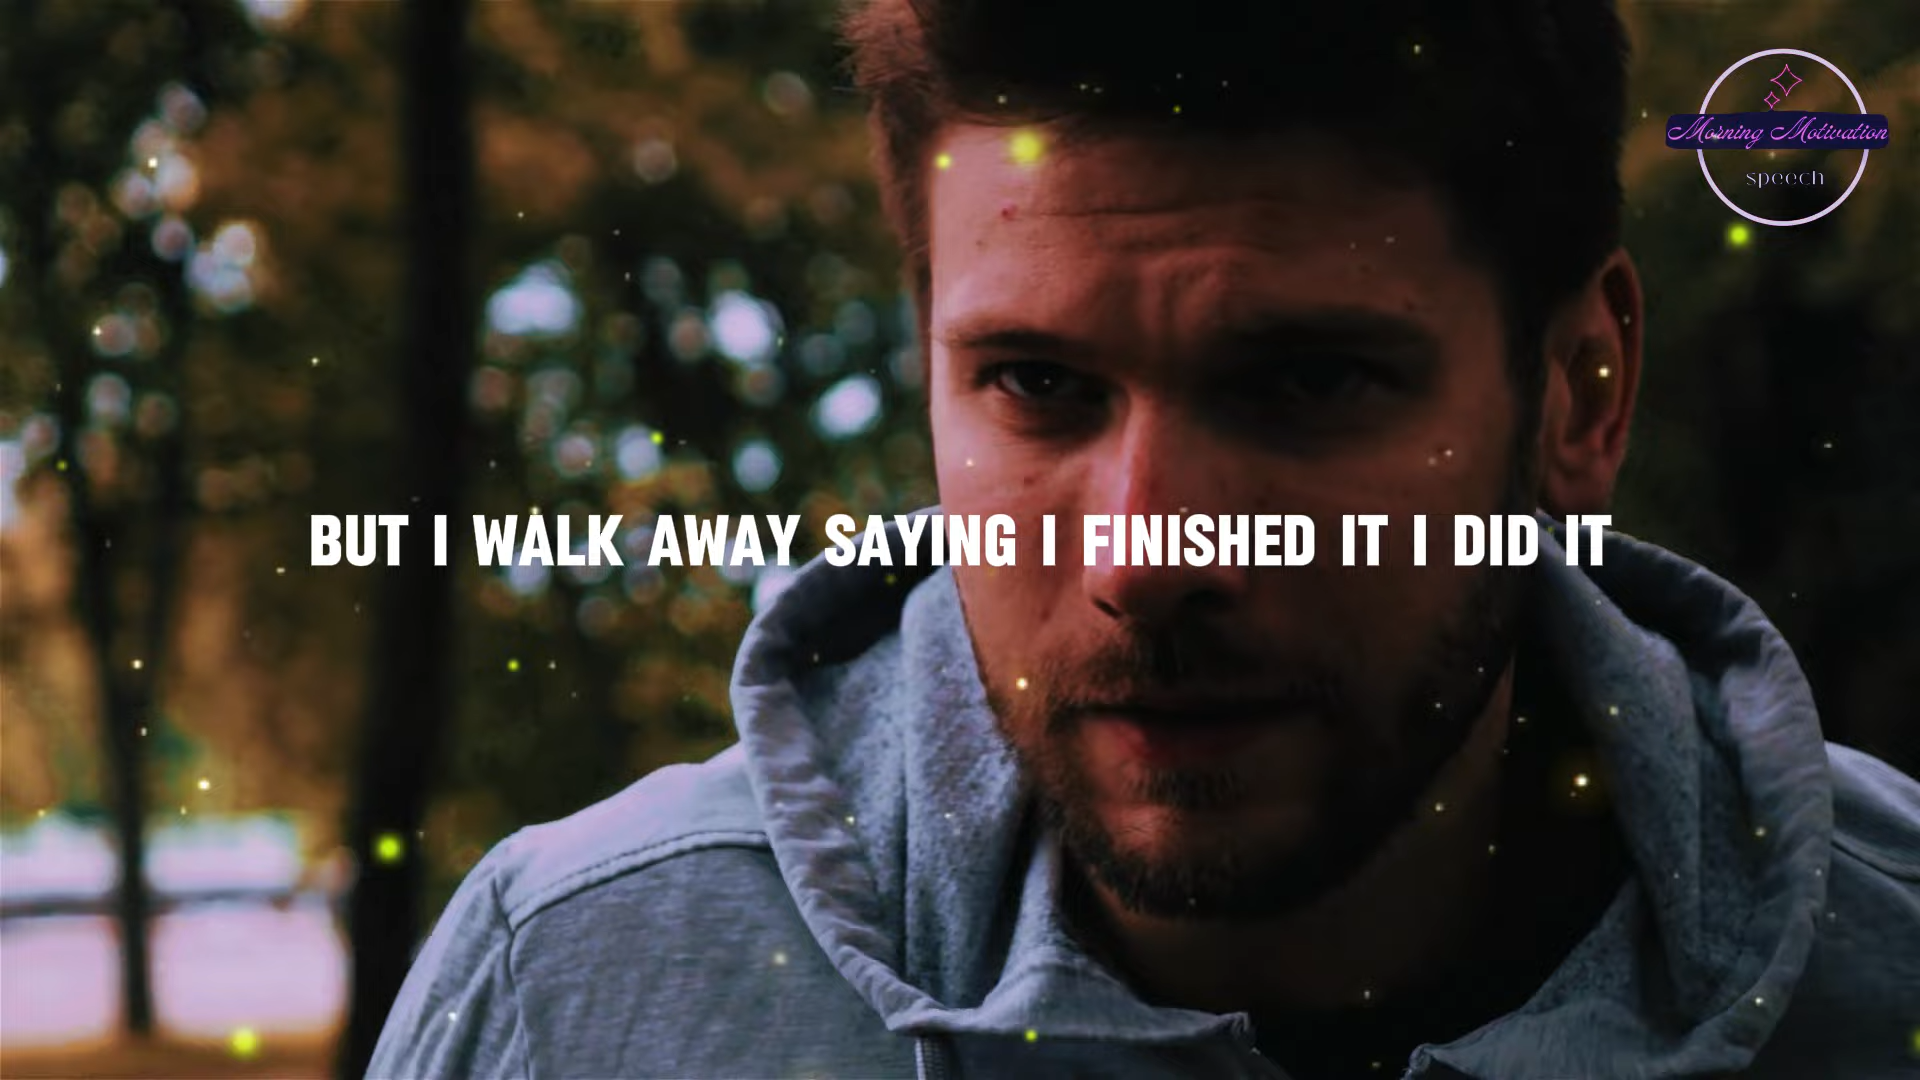 Morning Motivation
speech
BUT I WALK AWAY SAYING I FINISHED IT I DID IT